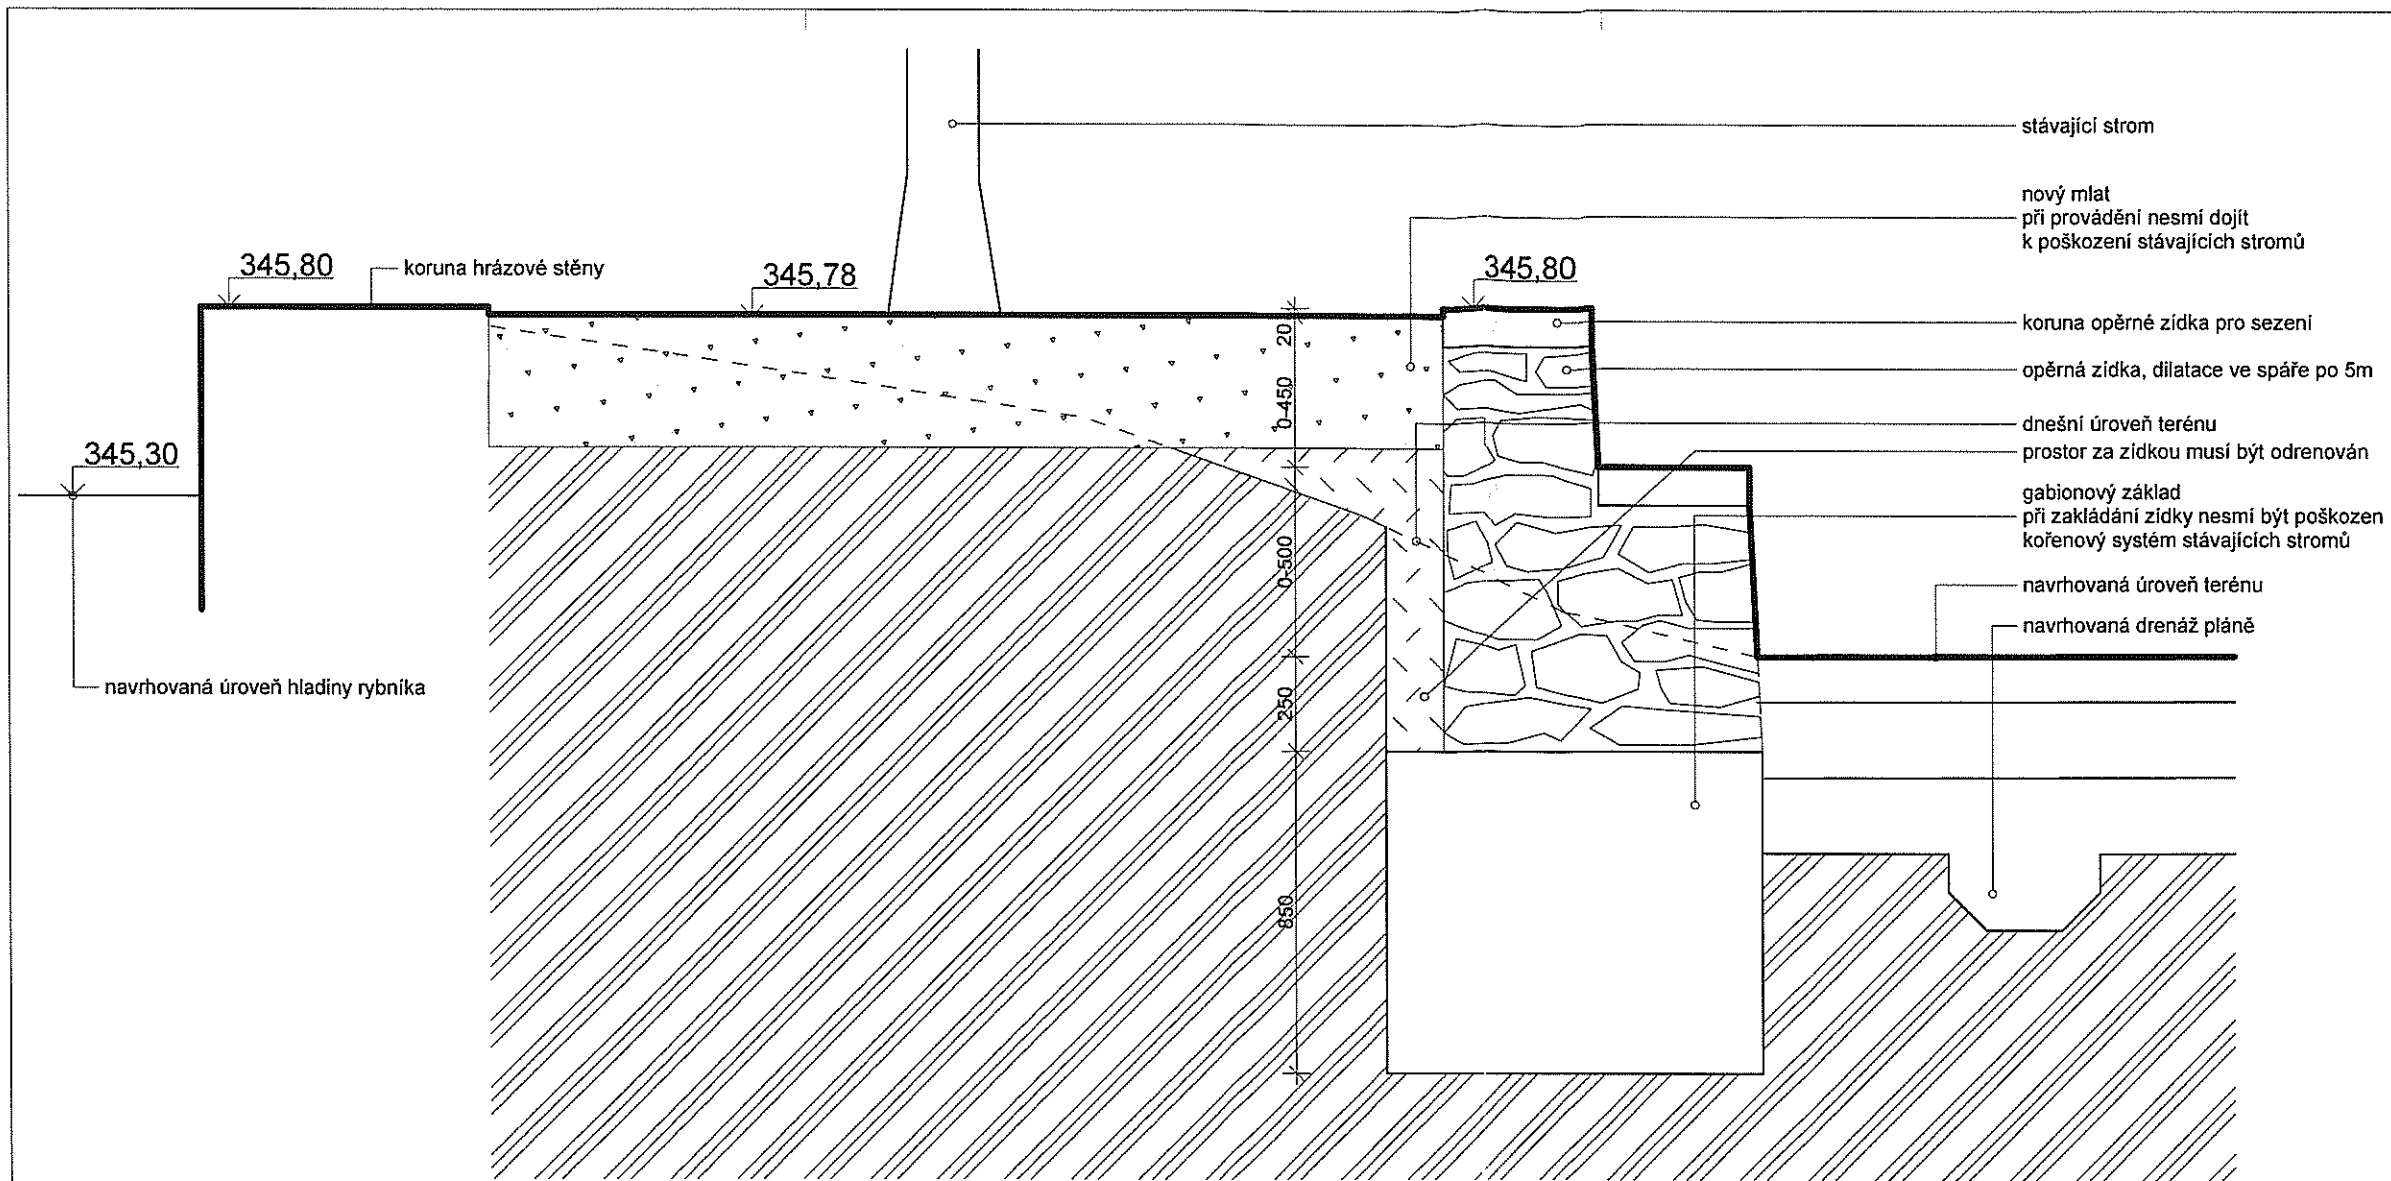 stávající strom
nový mlat
při provádění nesmí dojít
k poškození stávajících stromů
345,80
koruna hrázové stěny
345,78
345,80
koruna opěrné zídka pro sezení
20
opěrná zídka, dilatace ve spáře po 5m
0-450
dnešní úroveň terénu
345,30
prostor za zídkou musí být odrenován
gabionový základ
při zakládání zídky nesmí být poškozen
kořenový systém stávajících stromů
0-500
navrhovaná úroveň terénu
navrhovaná drenáž pláně
navrhovaná úroveň hladiny rybníka
250
850